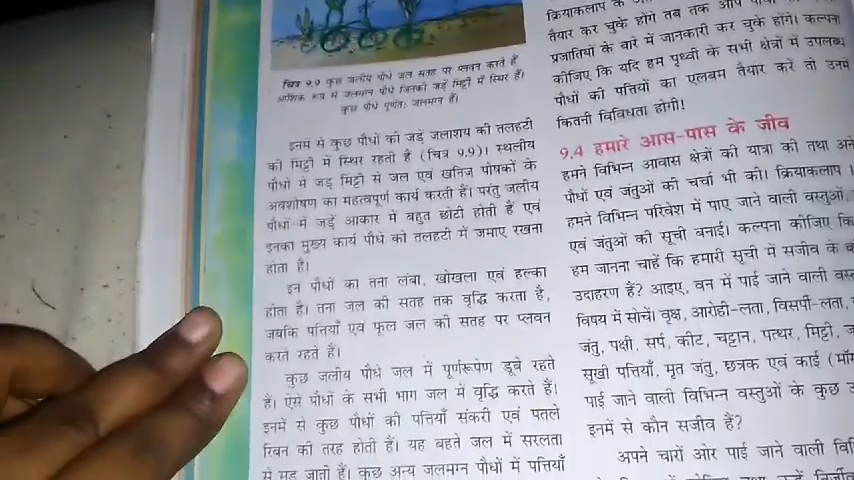 चित्र 9.9 कुछ जलीय पौधे जल सतह पर प्लवन करते हैं
आंशिक रूप से जलमग्न पौधे जिनकी जड़ें मिट्टी में स्थिर हैं।
कुछ पौधे पूर्णतः जलमग्न हैं।
इनमें से कुछ पौधों की जड़ें जलाशय की तलहटी
की मिट्टी में स्थिर रहती हैं (चित्र 9.9)। स्थलीय
पौधों में जड़ मिट्टी से जल एवं खनिज पोषकों के
अवशोषण का महत्वपूर्ण कार्य करती हैं। परंतु जलीय
पौधों में जड़ें आकार में बहुत छोटी होती हैं एवं
इनका मुख्य कार्य पौधे को तलहटी में जमाए रखना
होता है।
इन पौधों का तना लंबा, खोखला एवं हल्का
होता है। तना जल की सतह तक वृद्धि करता है,
जबकि पत्तियाँ एवं फूल जल की सतह पर प्लवन
करते रहते हैं।
कुछ जलीय पौधे जल में पूर्णरूपेण डूबे रहते
हैं। ऐसे पौधों के सभी भाग जल में वृद्धि करते हैं।
इनमें से कुछ पौधों की पत्तियाँ संकरी एवं पतले
रिबन की तरह होती हैं। यह बहते जल में सरलता
से मुड़ जाती हैं। कुछ अन्य जलमग्न पौधों में पत्तियाँ
क्रियाकलाप के
तैयार कर चुके होंगे तब तक आप
प्रजातियों के बारे में जानकारी कर चुके होंगे। कल्पना
कीजिए कि यदि हम पृथ्वी के सभी क्षेत्रों में उपलब्ध
पौधों की पत्तियों का एलबम तैयार करें तो उनमें
कितनी विविधता होगी!
9.4 हमारे आस-पास के जीव
हमने विभिन्न आवास क्षेत्रों की यात्रा की तथा
पौधों एवं जंतुओं की चर्चा भी की। क्रियाकलाप
हमने विभिन्न परिवेश में पाए जाने वाली वस्तुओं,
एवं जंतुओं की सूची बनाई। कल्पना कीजिए कि
हम जानना चाहें कि हमारी सूची में सजीव के
उदाहरण हैं? आइए, वन में पाई जाने वाली
विषय में सोचें। वृक्ष, आरोही-लता, विसर्पी-लता,
जंतु, पक्षी, सर्प, कीट, चट्टान, पत्थर, मिट्टी,
सूखी पत्तियाँ, मृत जंतु, छत्रक एवं काई
पाई जाने वाली विभिन्न वस्तुओं के कुछ
इनमें से कौन सजीव हैं?
अपने चारों ओर पाई जाने वाली